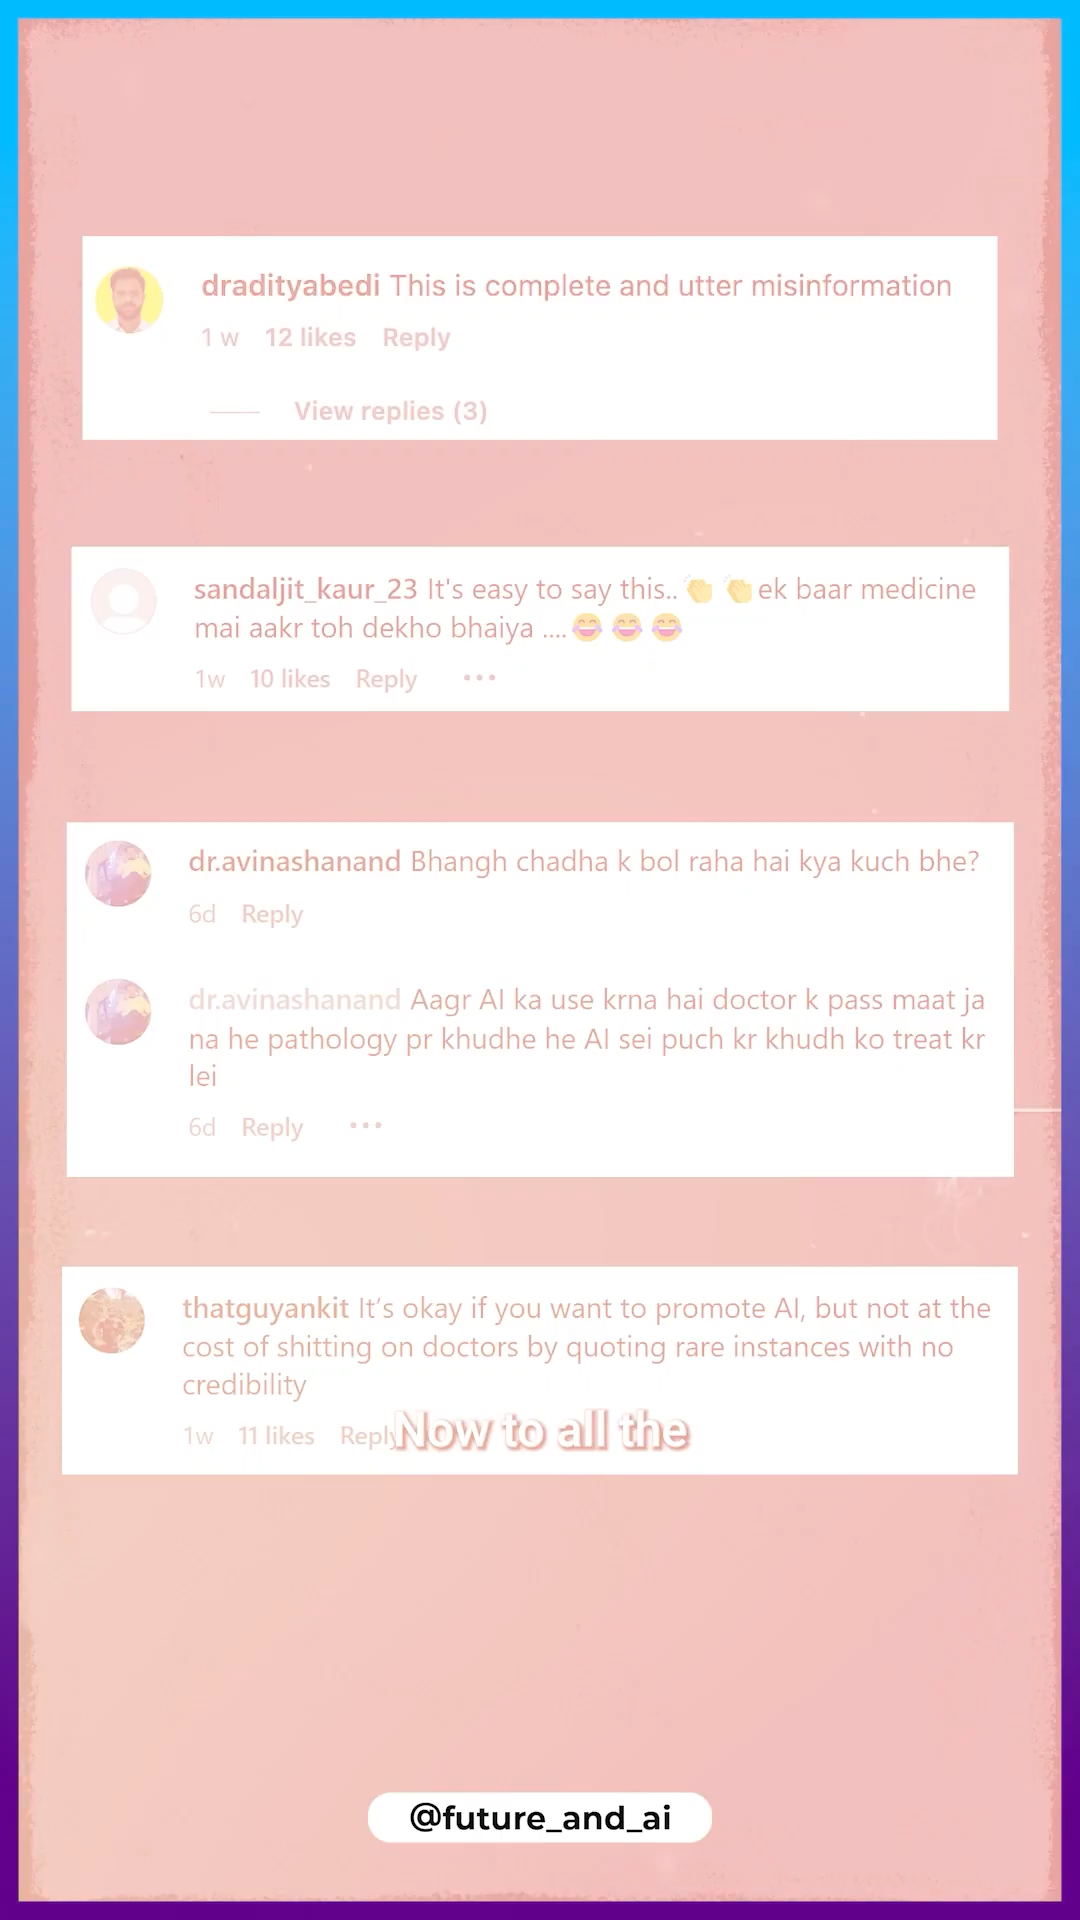 dradityabedi This is complete and utter misinformation
1 w 12 likes Reply
View replies (3)
sandaljit_kaur_23 It's easy to say this.. 👏 👏 ek baar medicine
mai aakr toh dekho bhaiya ....😂 😂 😂
1w 10 likes Reply •••
dr.avinashanand Bhangh chadha k bol raha hai kya kuch bhe?
6d Reply
dr.avinashanand Aagr AI ka use krna hai doctor k pass maat ja
na he pathology pr khudhe he AI sei puch kr khudh ko treat kr
lei
6d Reply •••
thatguyankit It’s okay if you want to promote AI, but not at the
cost of shitting on doctors by quoting rare instances with no
credibility
1w 11 likes Reply
Now to all the
@future_and_ai